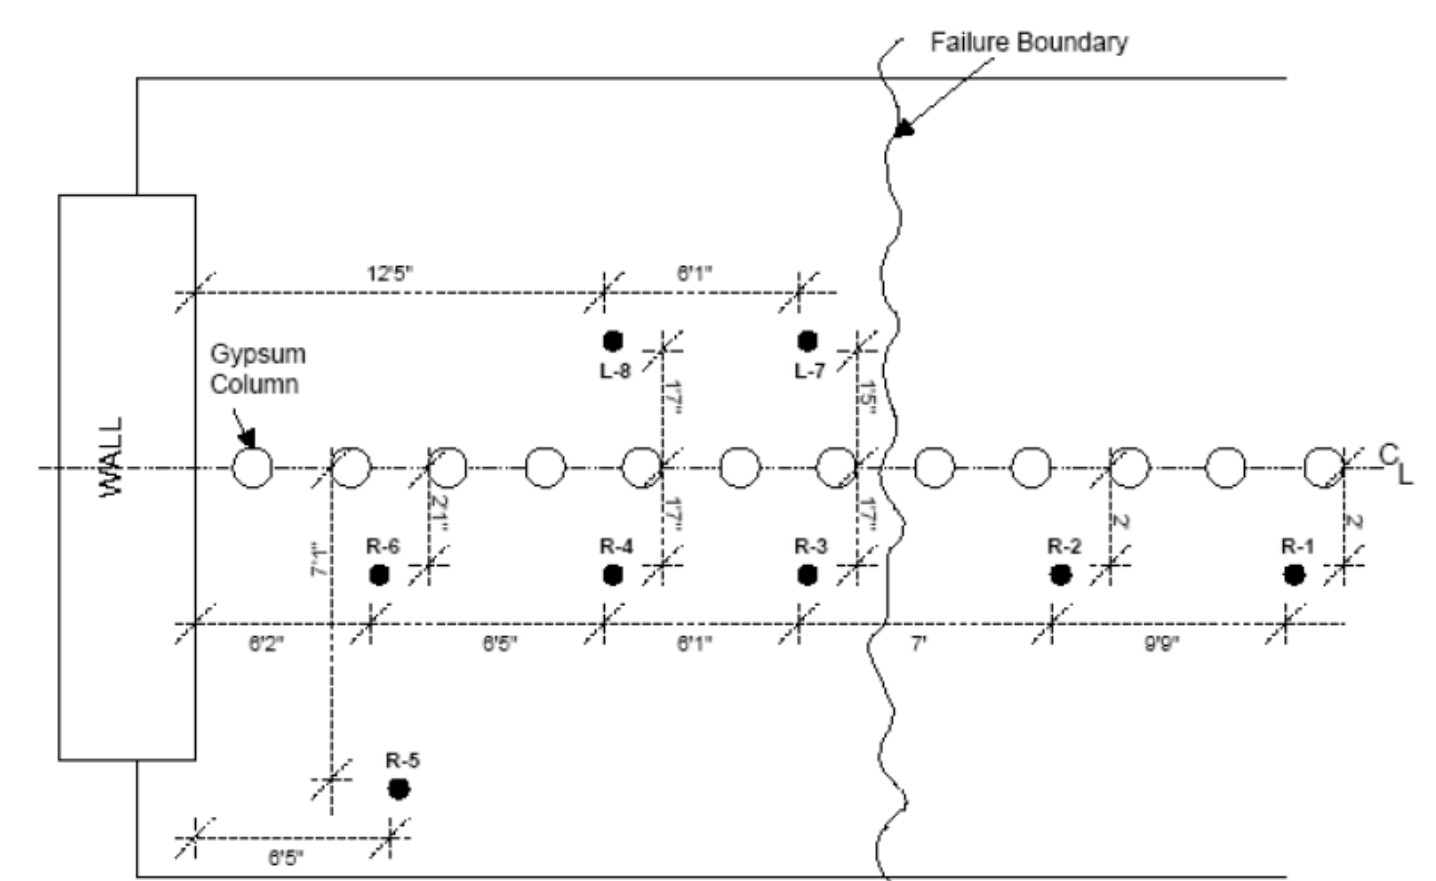 Failure Boundary
12'5"
6'1"
Gypsum
Column
L-8
L-7
1'7"
1'5"
WALL
C
L
2'1"
1'7"
1'7"
2'
2'
7'1"
R-6
R-4
R-3
R-2
R-1
6'2"
6'5"
6'1"
7'
9'9"
R-5
6'5"